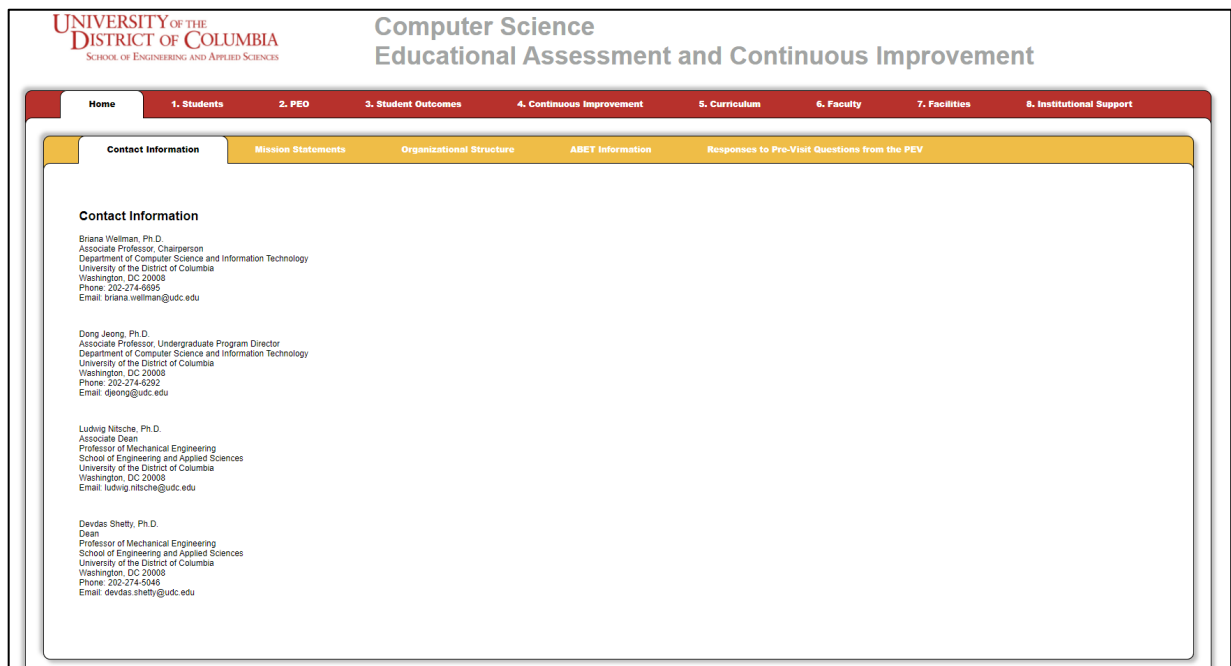 UNIVERSITY OF THE
DISTRICT OF COLUMBIA
SCHOOL OF ENGINEERING AND APPLIED SCIENCES
Computer Science
Educational Assessment and Continuous Improvement
Home 1. Students 2. PEO 3. Student Outcomes 4. Continuous Improvement 5. Curriculum 6. Faculty 7. Facilities 8. Institutional Support
Contact Information Mission Statements Organizational Structure ABET Information Responses to Pre-Visit Questions from the PEV
Contact Information
Briana Wellman, Ph.D.
Associate Professor, Chairperson
Department of Computer Science and Information Technology
University of the District of Columbia
Washington, DC 20008
Phone: 202-274-6695
Email: briana.wellman@udc.edu
Dong Jeong, Ph.D.
Associate Professor, Undergraduate Program Director
Department of Computer Science and Information Technology
University of the District of Columbia
Washington, DC 20008
Phone: 202-274-6292
Email: djeong@udc.edu
Ludwig Nitsche, Ph.D.
Associate Dean
Professor of Mechanical Engineering
School of Engineering and Applied Sciences
University of the District of Columbia
Washington, DC 20008
Email: ludwig.nitsche@udc.edu
Devdas Shetty, Ph.D.
Dean
Professor of Mechanical Engineering
School of Engineering and Applied Sciences
University of the District of Columbia
Washington, DC 20008
Phone: 202-274-5046
Email: devdas.shetty@udc.edu